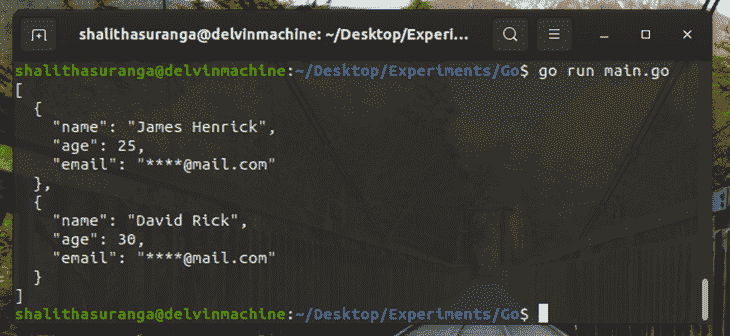 shalithasuranga@delvinmachine: ~/Desktop/Experi...
shalithasuranga@delvinmachine:~/Desktop/Experiments/Go$ go run main.go
[
  {
    "name": "James Henrick",
    "age": 25,
    "email": "****@mail.com"
  },
  {
    "name": "David Rick",
    "age": 30,
    "email": "****@mail.com"
  }
]
shalithasuranga@delvinmachine:~/Desktop/Experiments/Go$